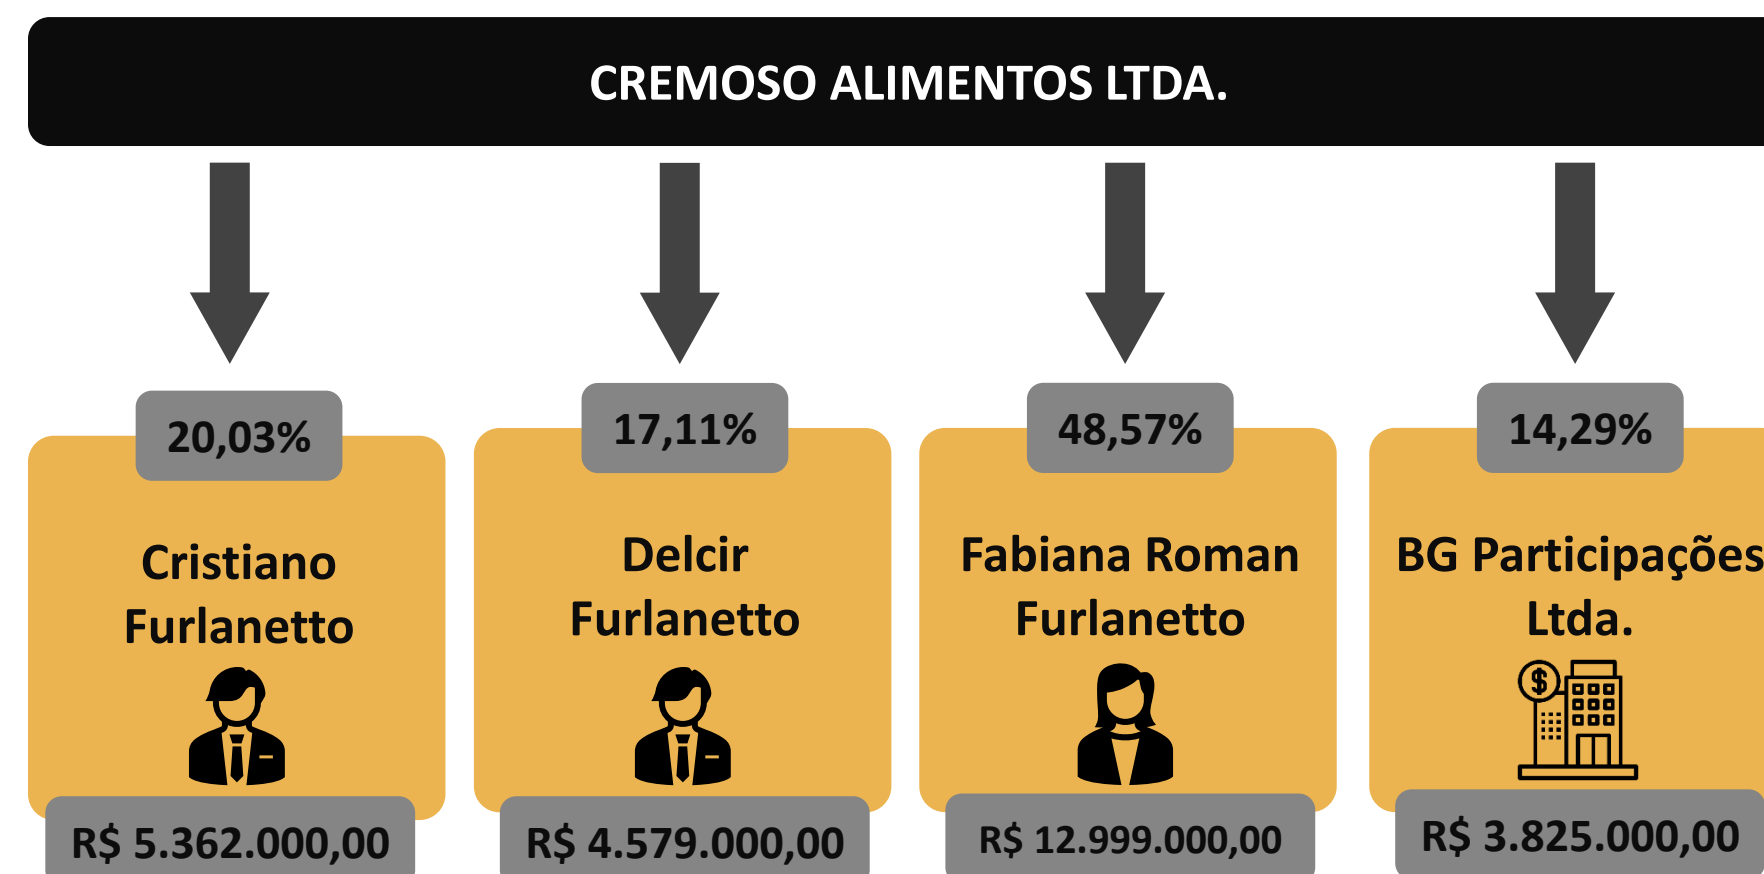 CREMOSO ALIMENTOS LTDA.
20,03%
Cristiano
Furlanetto
R$ 5.362.000,00
17,11%
Delcir
Furlanetto
R$ 4.579.000,00
48,57%
Fabiana Roman
Furlanetto
R$ 12.999.000,00
14,29%
BG Participações
Ltda.
$
R$ 3.825.000,00